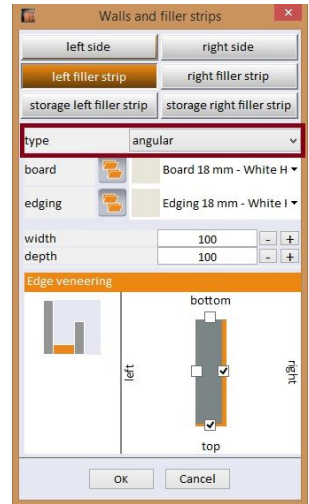 Walls and filler strips
left side right side
left filler strip right filler strip
storage left filler strip storage right filler strip
type angular
board Board 18 mm - White H
edging Edging 18 mm - White I
width 100 - +
depth 100 - +
Edge veneering
bottom
left
right
top
OK Cancel